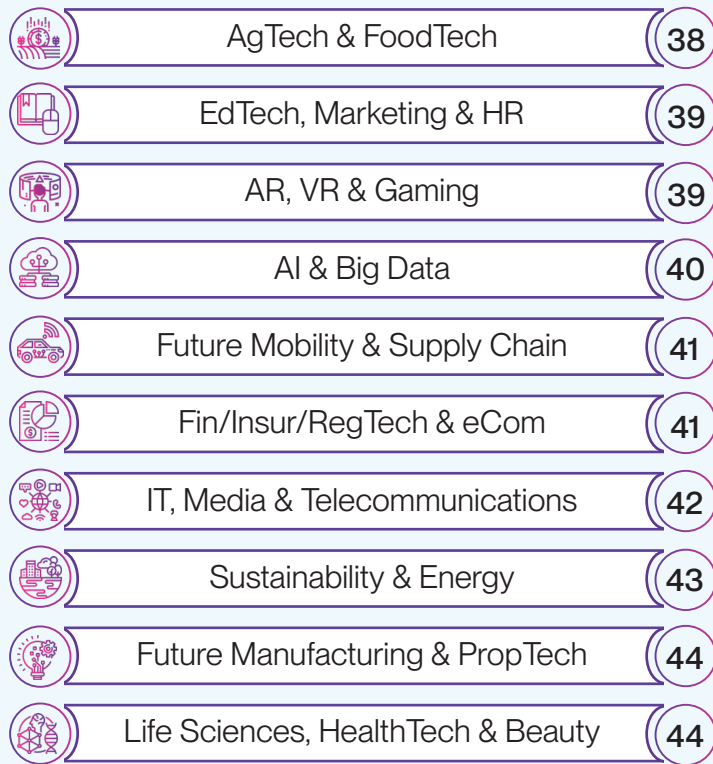 AgTech & FoodTech 38
EdTech, Marketing & HR 39
AR, VR & Gaming 39
AI & Big Data 40
Future Mobility & Supply Chain 41
Fin/Insur/RegTech & eCom 41
IT, Media & Telecommunications 42
Sustainability & Energy 43
Future Manufacturing & PropTech 44
Life Sciences, HealthTech & Beauty 44